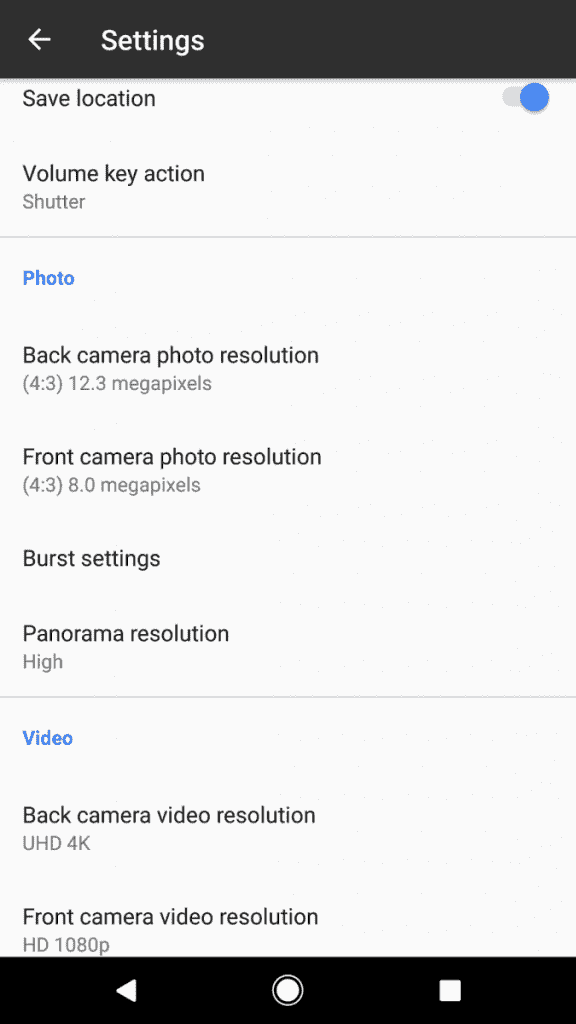 Settings
Save location
Volume key action
Shutter
Photo
Back camera photo resolution
(4:3) 12.3 megapixels
Front camera photo resolution
(4:3) 8.0 megapixels
Burst settings
Panorama resolution
High
Video
Back camera video resolution
UHD 4K
Front camera video resolution
HD 1080p